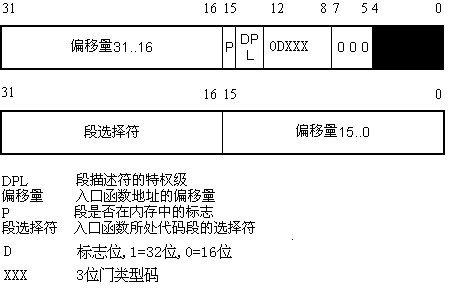 31 16 15 12 8 7 5 4 0
偏移量31..16 P DPL 0DXXX 0 0 0
31 16 15 0
段选择符 偏移量15..0
DPL 段描述符的特权级
偏移量 入口函数地址的偏移量
P 段是否在内存中的标志
段选择符 入口函数所处代码段的选择符
D 标志位,1=32位,0=16位
XXX 3位门类型码